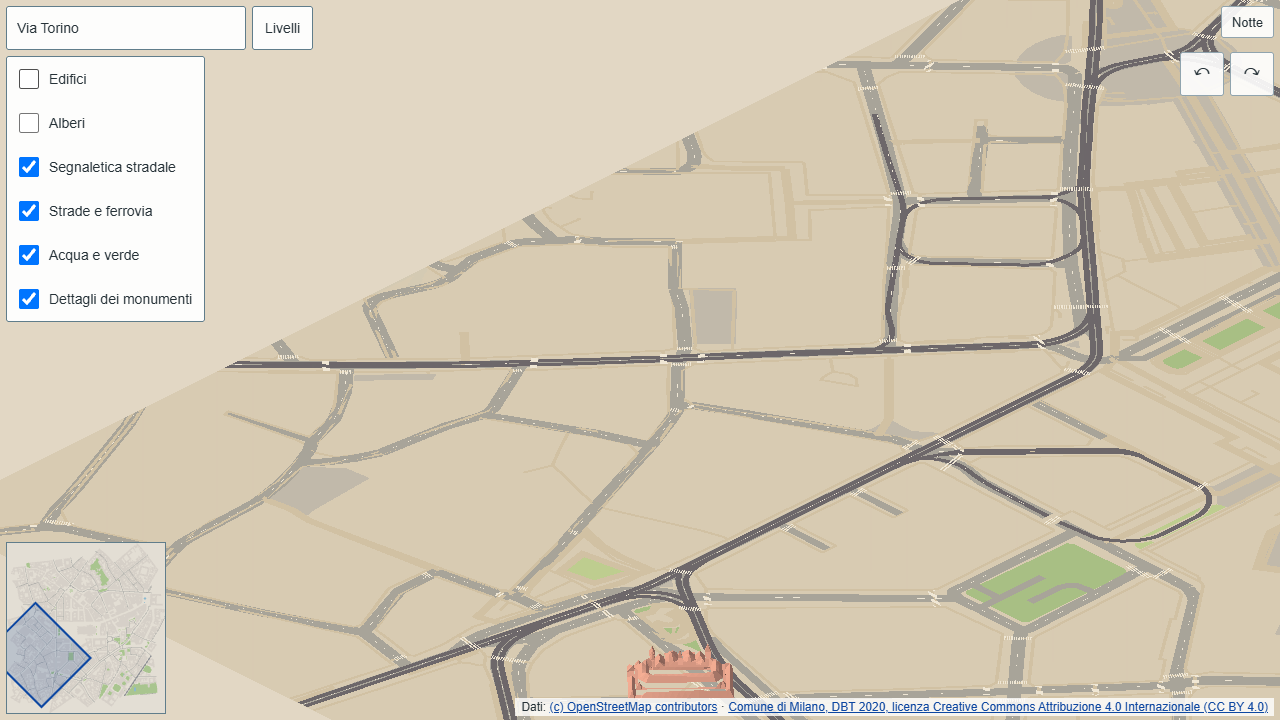 Via Torino
Livelli
Notte
Edifici
Alberi
Segnaletica stradale
Strade e ferrovia
Acqua e verde
Dettagli dei monumenti
Dati: (c) OpenStreetMap contributors · Comune di Milano, DBT 2020, licenza Creative Commons Attribuzione 4.0 Internazionale (CC BY 4.0)